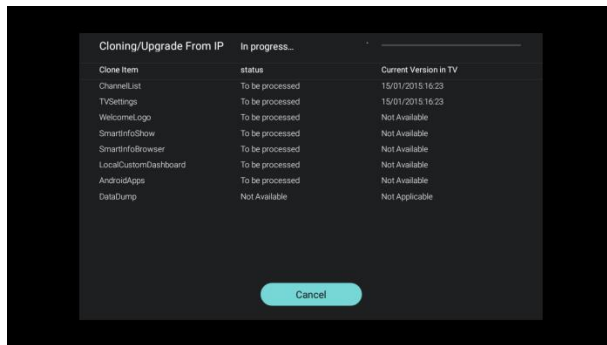 Cloning/Upgrade From IP In progress...
Clone Item status Current Version in TV
ChannelList To be processed 15/01/2015:16:23
TVSettings To be processed 15/01/2015:16:23
WelcomeLogo To be processed Not Available
SmartInfoShow To be processed Not Available
SmartInfoBrowser To be processed Not Available
LocalCustomDashboard To be processed Not Available
AndroidApps To be processed Not Available
DataDump Not Available Not Applicable
Cancel